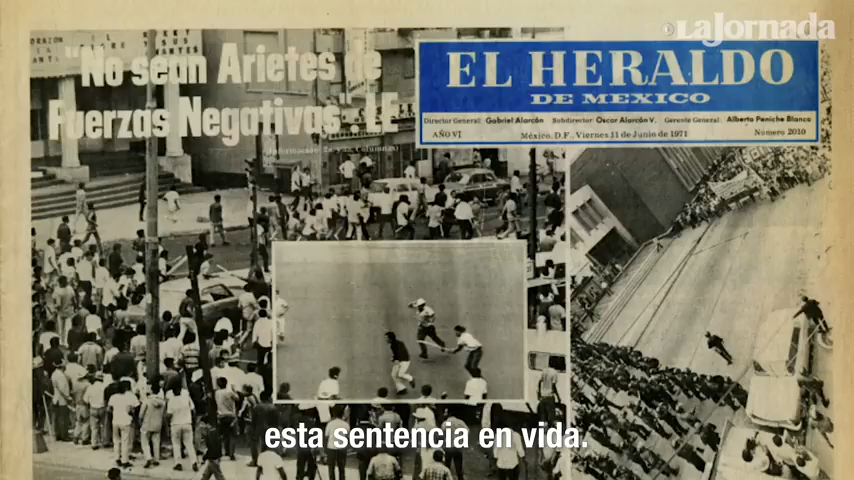 ©La Jornada
"No sean Arietes de
Fuerzas Negativas": LE
EL HERALDO
DE MEXICO
Director General: Gabriel Alarcón Subdirector: Oscar Alarcón V. Gerente General: Alberto Peniche Blanco
AÑO VI México, D.F., Viernes 11 de Junio de 1971 Número 2010
esta sentencia en vida.